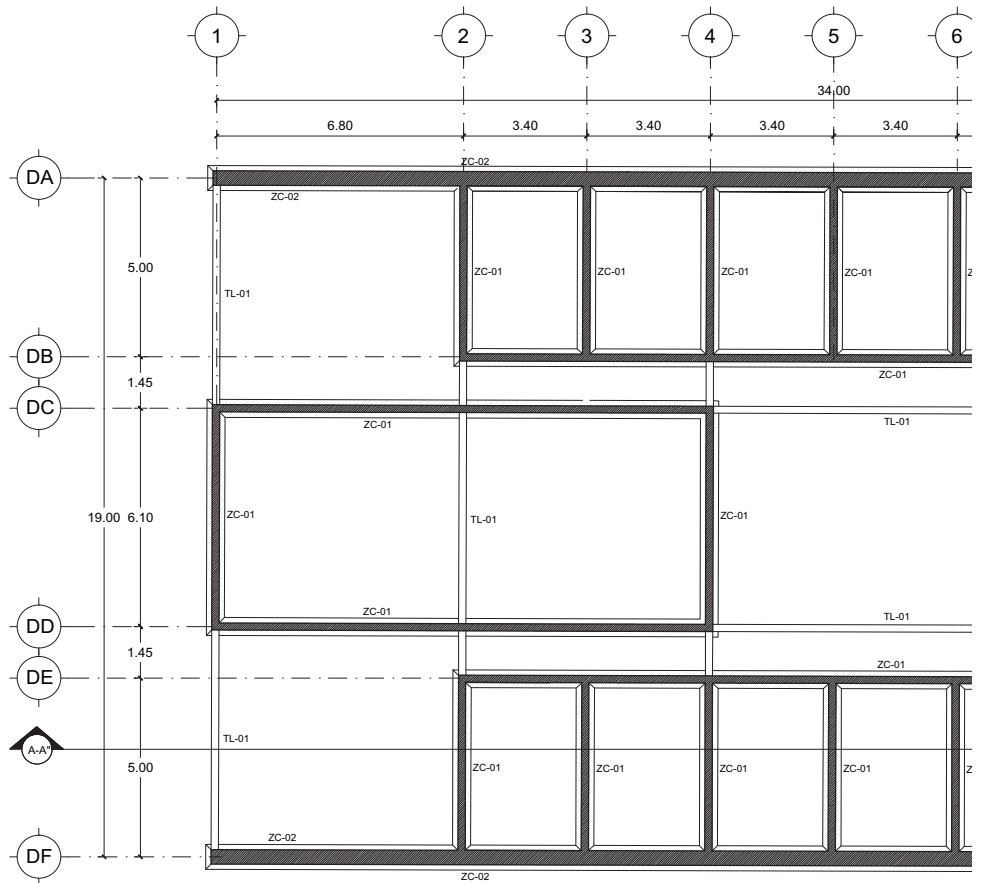 1 2 3 4 5 6
34.00
6.80 3.40 3.40 3.40 3.40
ZC-02
DA
ZC-02
5.00
ZC-01 ZC-01 ZC-01 ZC-01
TL-01
DB
ZC-01
1.45
DC
ZC-01 TL-01
19.00 6.10
ZC-01 TL-01 ZC-01
ZC-01 TL-01
DD
1.45
ZC-01
DE
TL-01
A-A"
5.00
ZC-01 ZC-01 ZC-01 ZC-01
ZC-02
DF
ZC-02